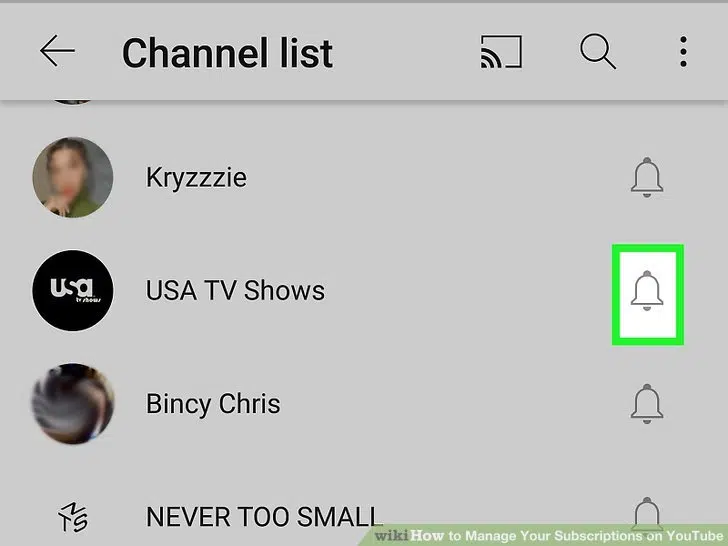 Channel list
Kryzzzie
USA TV Shows
usa
tv shows
Bincy Chris
NEVER TOO SMALL
NTS
wikiHow to Manage Your Subscriptions on YouTube